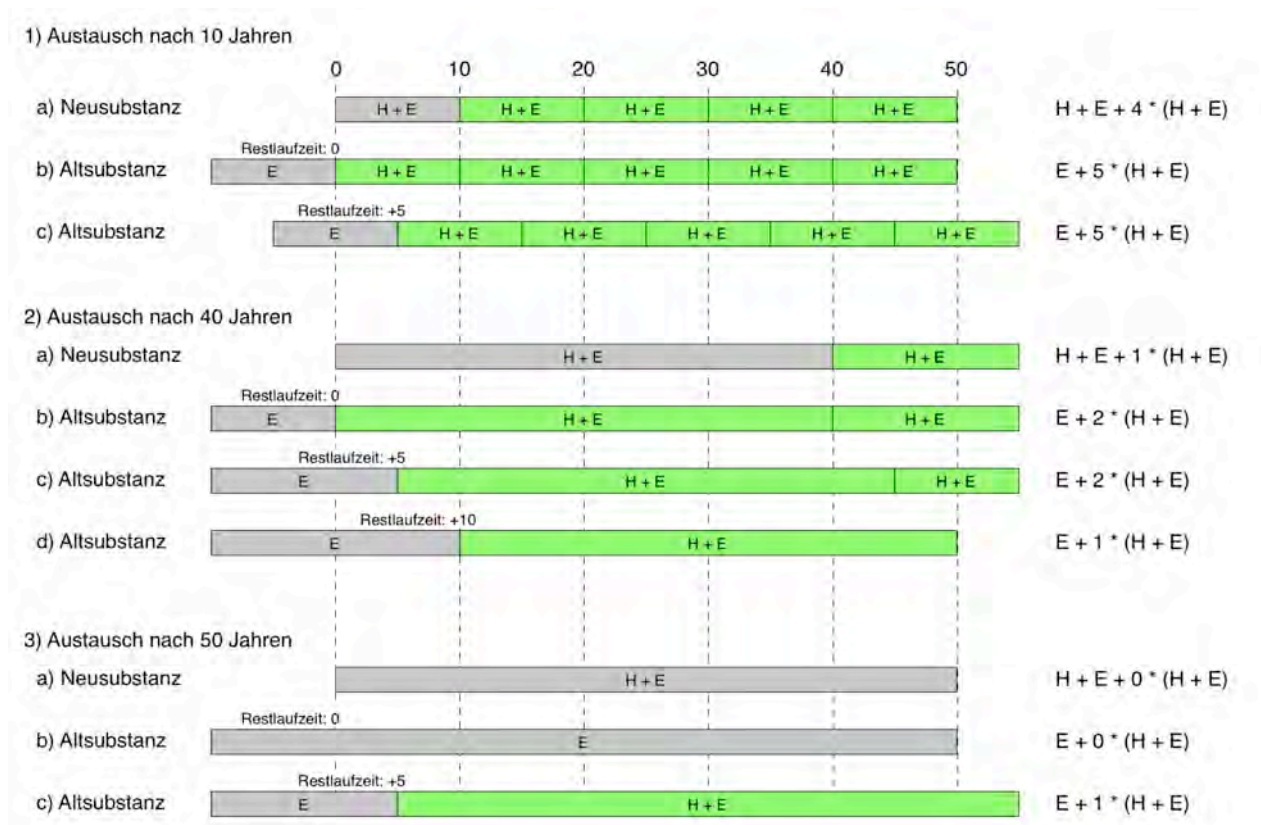 1) Austausch nach 10 Jahren
0 10 20 30 40 50
a) Neusubstanz H + E H + E H + E H + E H + E H + E + 4 * (H + E)
Restlaufzeit: 0
b) Altsubstanz E H + E H + E H + E H + E H + E E + 5 * (H + E)
Restlaufzeit: +5
c) Altsubstanz E H + E H + E H + E H + E H + E E + 5 * (H + E)
2) Austausch nach 40 Jahren
a) Neusubstanz H + E H + E H + E + 1 * (H + E)
Restlaufzeit: 0
b) Altsubstanz E H + E H + E E + 2 * (H + E)
Restlaufzeit: +5
c) Altsubstanz E H + E H + E E + 2 * (H + E)
Restlaufzeit: +10
d) Altsubstanz E H + E E + 1 * (H + E)
3) Austausch nach 50 Jahren
a) Neusubstanz H + E H + E + 0 * (H + E)
Restlaufzeit: 0
b) Altsubstanz E E + 0 * (H + E)
Restlaufzeit: +5
c) Altsubstanz E H + E E + 1 * (H + E)